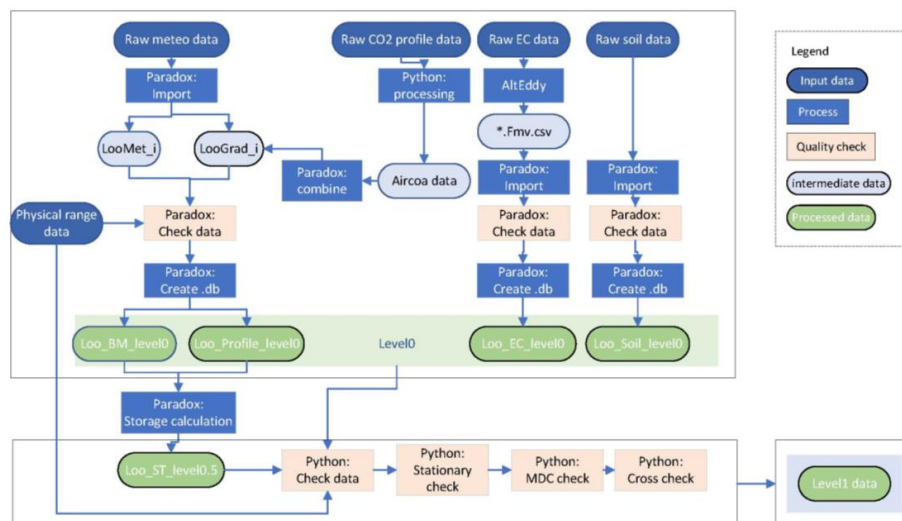 Raw meteo data
Raw CO2 profile data
Raw EC data
Raw soil data
Legend
Paradox:
Import
Python:
processing
AltEddy
Input data
Process
LooMet_i
LooGrad_i
*.Fmv.csv
Quality check
Paradox:
combine
Aircoa data
Paradox:
Import
Paradox:
Import
intermediate data
Physical range
data
Paradox:
Check data
Paradox:
Check data
Paradox:
Check data
Processed data
Paradox:
Create .db
Paradox:
Create .db
Paradox:
Create .db
Loo_BM_level0
Loo_Profile_level0
Level0
Loo_EC_level0
Loo_Soil_level0
Paradox:
Storage calculation
Loo_ST_level0.5
Python:
Check data
Python:
Stationary
check
Python:
MDC check
Python:
Cross check
Level1 data